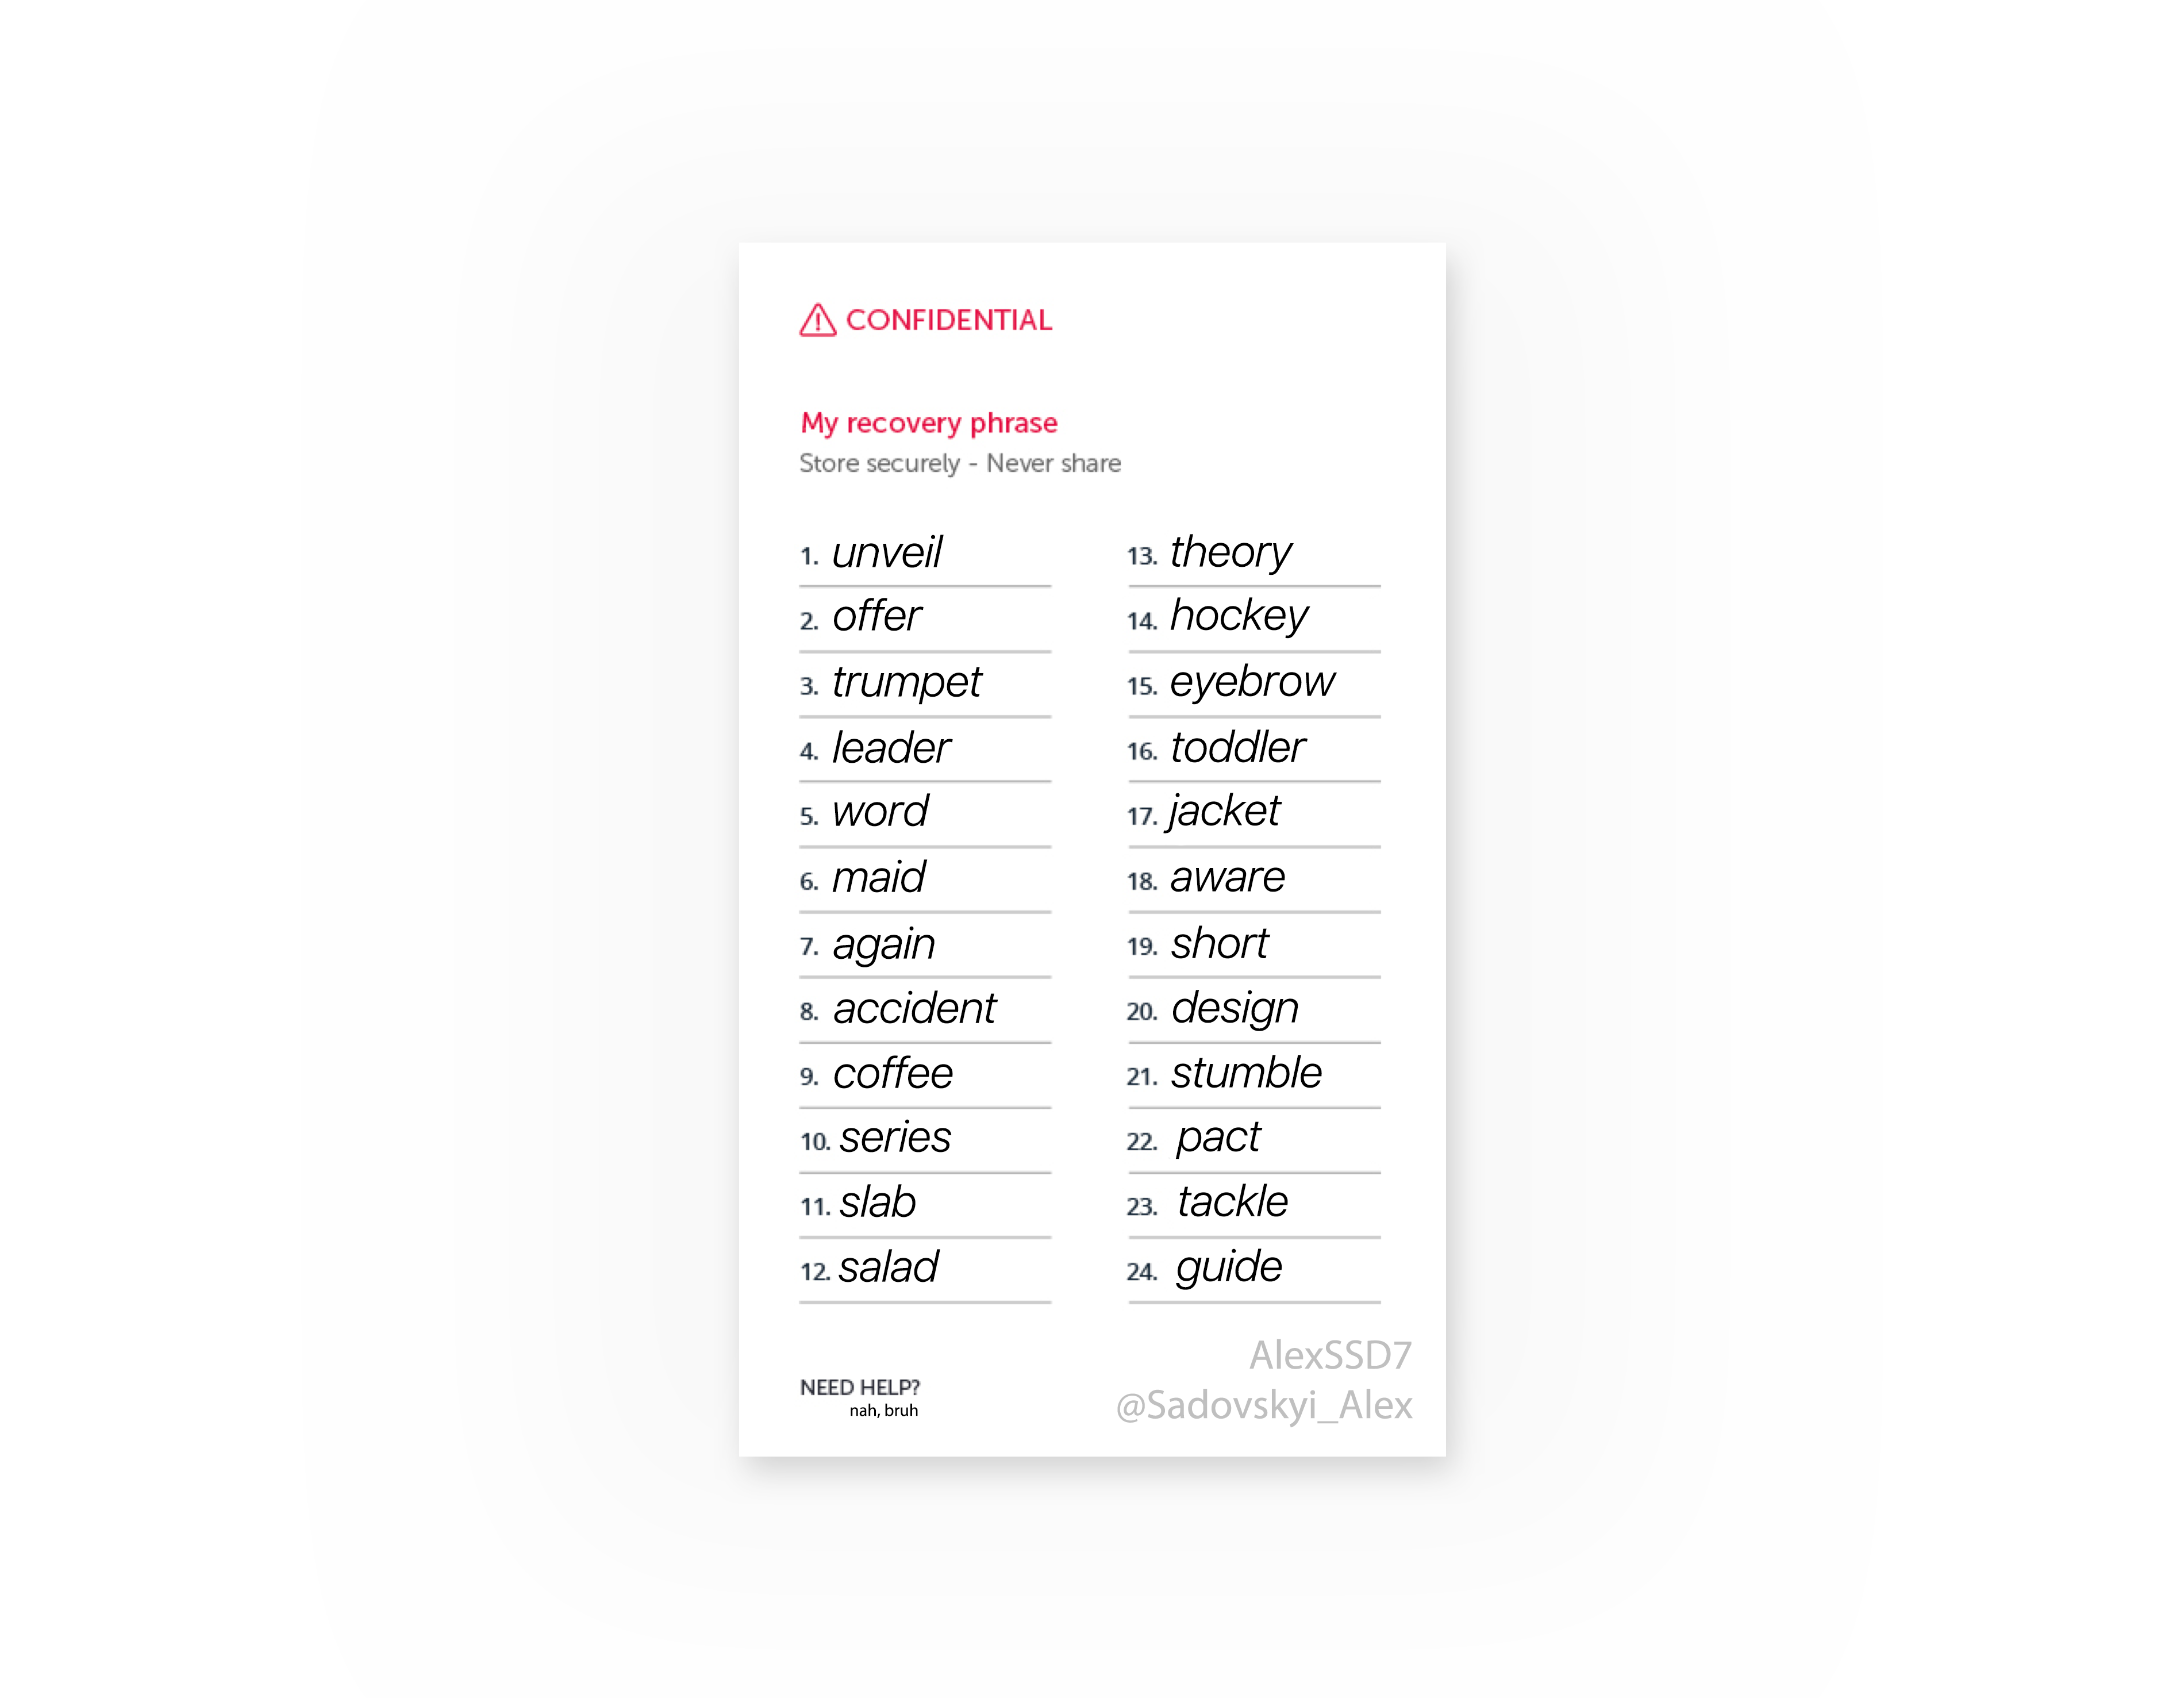 CONFIDENTIAL
My recovery phrase
Store securely - Never share
1. unveil
2. offer
3. trumpet
4. leader
5. word
6. maid
7. again
8. accident
9. coffee
10. series
11. slab
12. salad
13. theory
14. hockey
15. eyebrow
16. toddler
17. jacket
18. aware
19. short
20. design
21. stumble
22. pact
23. tackle
24. guide
NEED HELP?
nah, bruh
AlexSSD7
@Sadovskyi_Alex